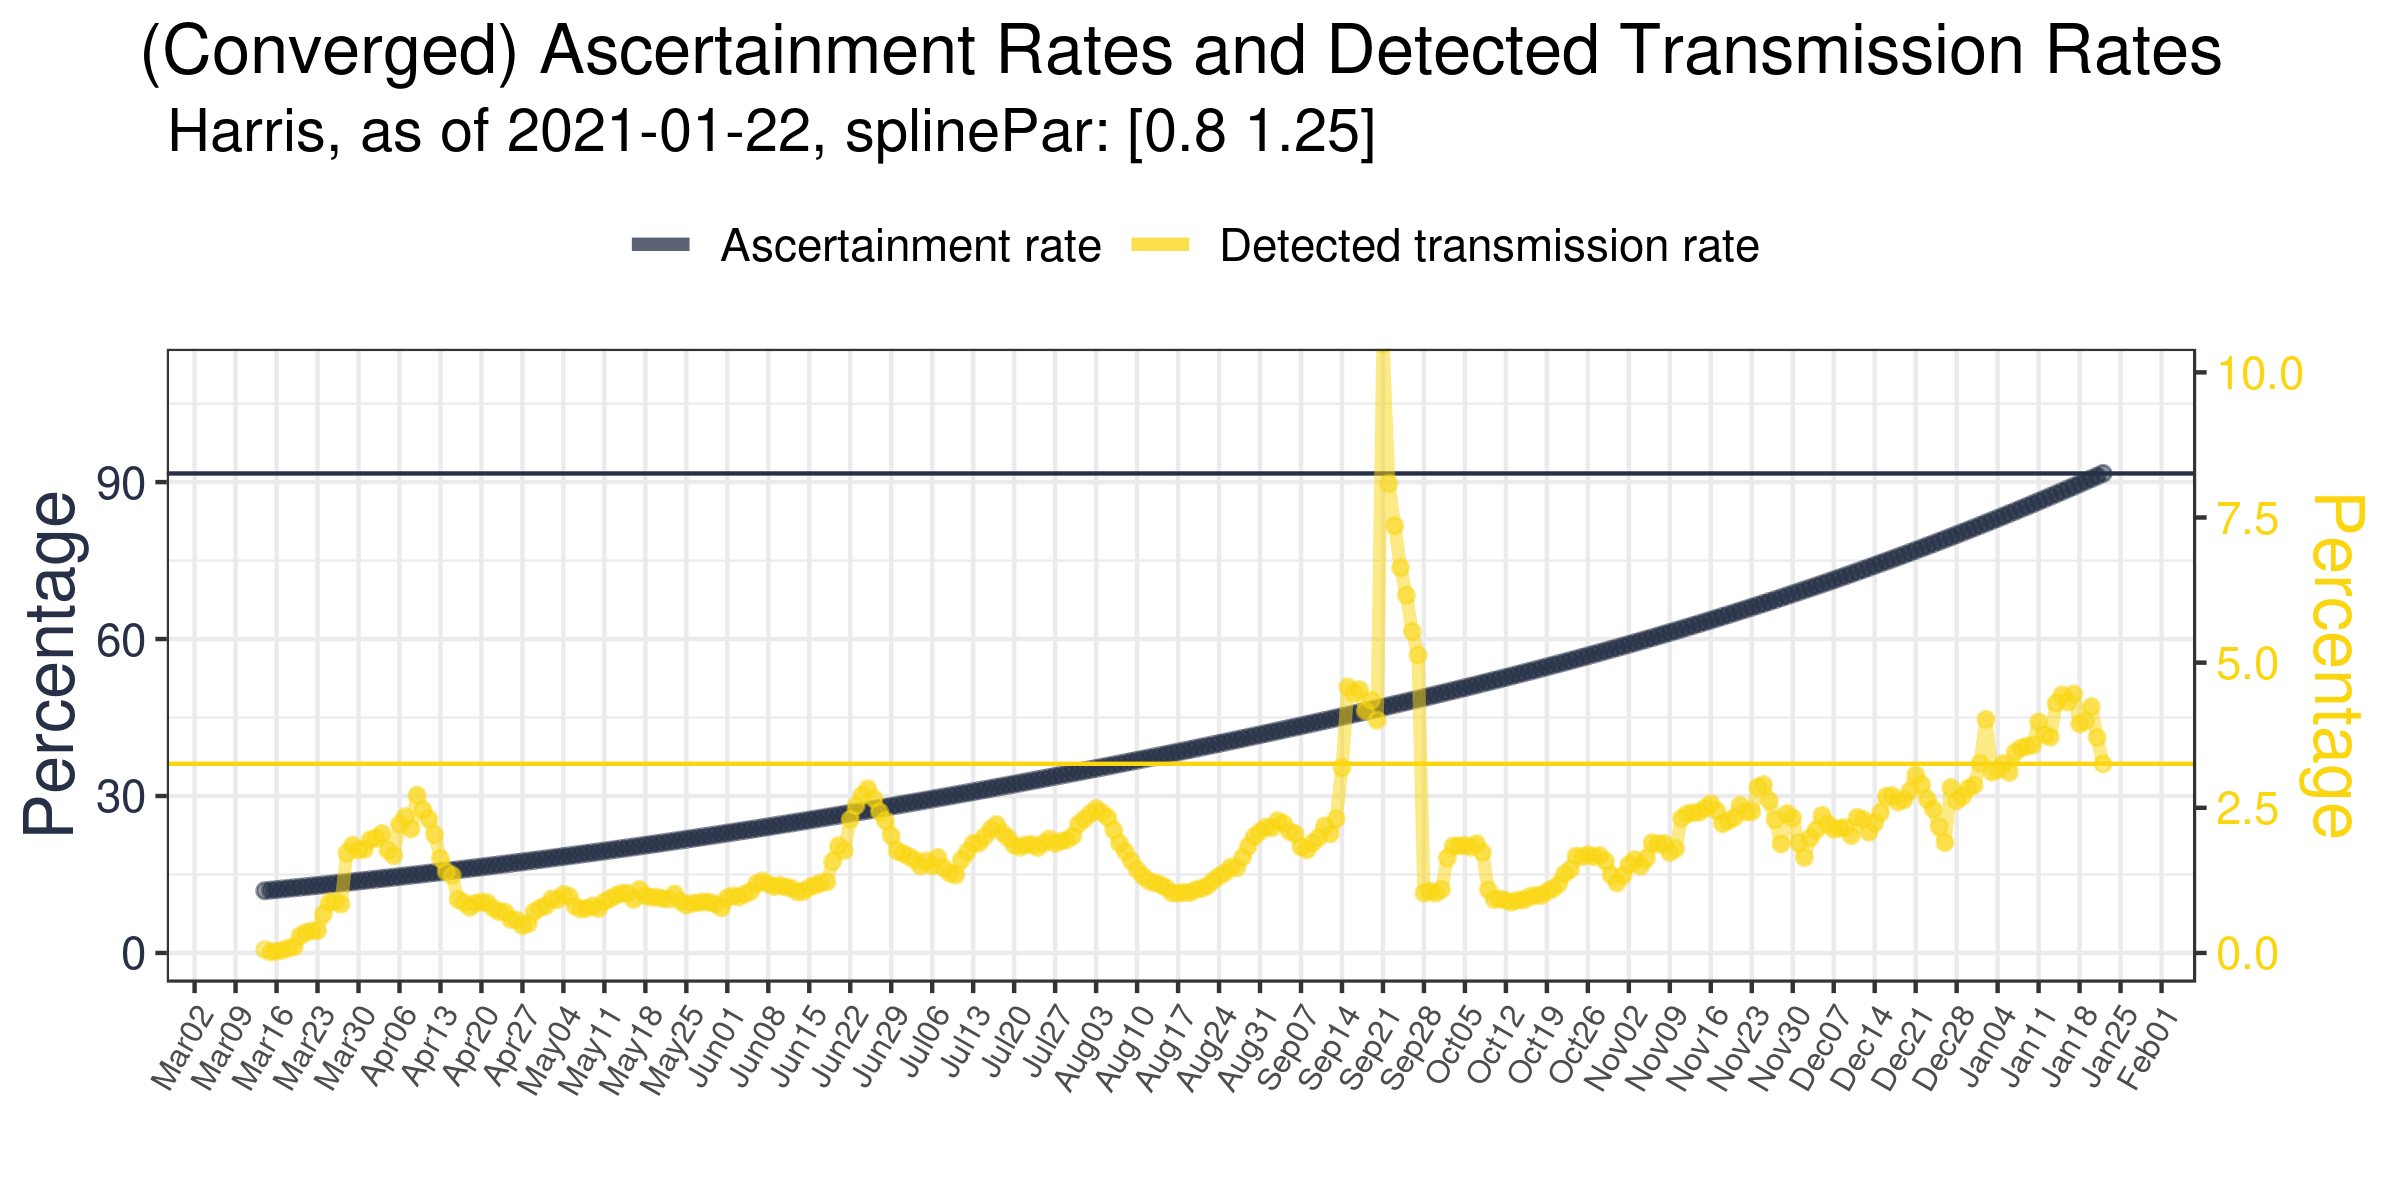 (Converged) Ascertainment Rates and Detected Transmission Rates
Harris, as of 2021-01-22, splinePar: [0.8 1.25]
Ascertainment rate Detected transmission rate
Percentage
90
60
30
0
10.0
7.5
5.0
2.5
0.0
Percentage
Mar02 Mar09 Mar16 Mar23 Mar30 Apr06 Apr13 Apr20 Apr27 May04 May11 May18 May25 Jun01 Jun08 Jun15 Jun22 Jun29 Jul06 Jul13 Jul20 Jul27 Aug03 Aug10 Aug17 Aug24 Aug31 Sep07 Sep14 Sep21 Sep28 Oct05 Oct12 Oct19 Oct26 Nov02 Nov09 Nov16 Nov23 Nov30 Dec07 Dec14 Dec21 Dec28 Jan04 Jan11 Jan18 Jan25 Feb01